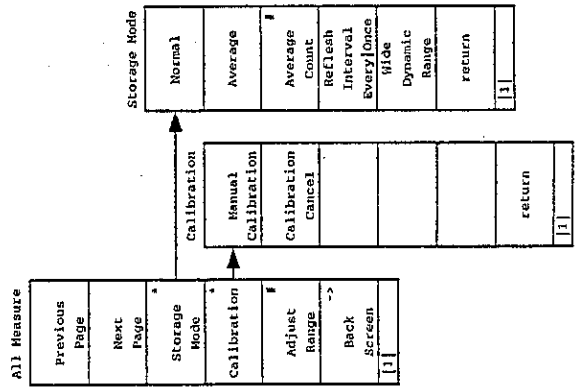 All Measure
Previous
Page
Next
Page
*
Storage
Mode
*
Calibration
#
Adjust
Range
->
Back
Screen
|1|
Calibration
Manual
Calibration
Calibration
Cancel
return
|1|
Storage Mode
Normal
Average
#
Average
Count
Reflesh
Interval
Every|Once
Wide
Dynamic
Range
return
|1|